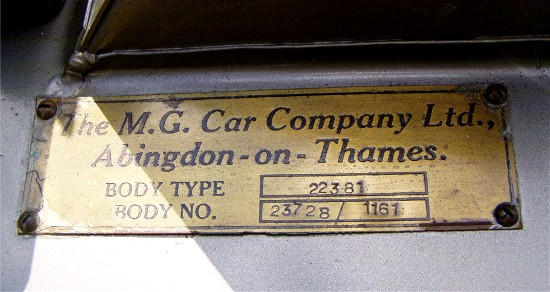 The M.G. Car Company Ltd.,
Abingdon-on-Thames.
BODY TYPE 22381
BODY NO. 23728/1161